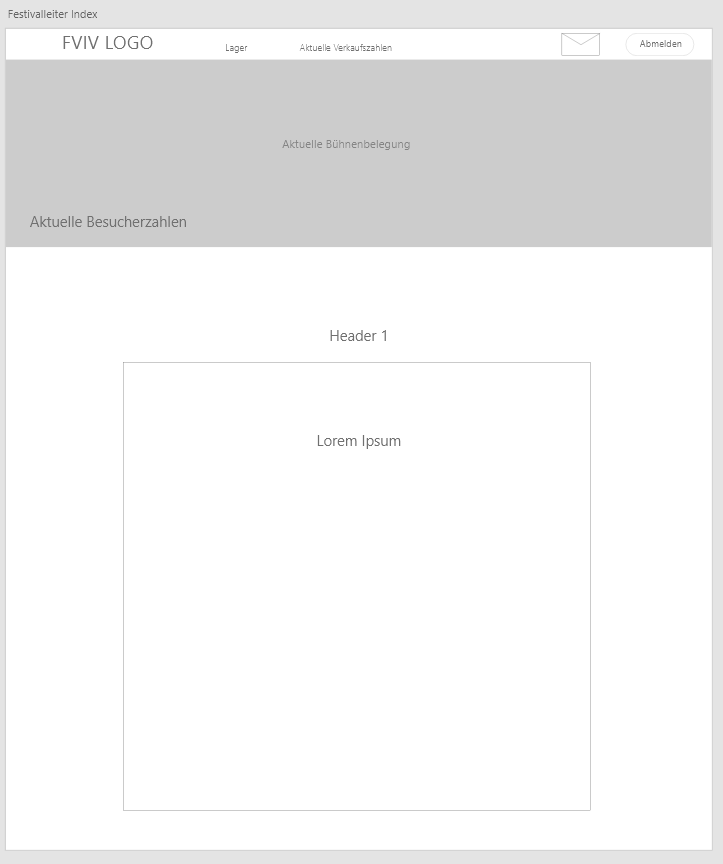 Festivalleiter Index
FVIV LOGO
Lager
Aktuelle Verkaufszahlen
Abmelden
Aktuelle Bühnenbelegung
Aktuelle Besucherzahlen
Header 1
Lorem Ipsum